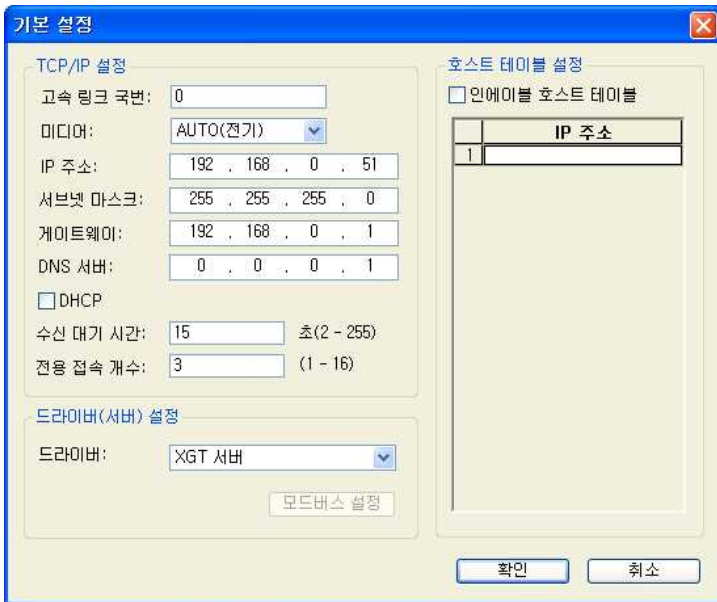 기본 설정
TCP/IP 설정
고속 링크 국번: 0
미디어: AUTO(전기)
IP 주소: 192 . 168 . 0 . 51
서브넷 마스크: 255 . 255 . 255 . 0
게이트웨이: 192 . 168 . 0 . 1
DNS 서버: 0 . 0 . 0 . 1
DHCP
수신 대기 시간: 15 초(2 - 255)
전용 접속 개수: 3 (1 - 16)
드라이버(서버) 설정
드라이버: XGT 서버
모드버스 설정
호스트 테이블 설정
인에이블 호스트 테이블
IP 주소
1
확인 취소